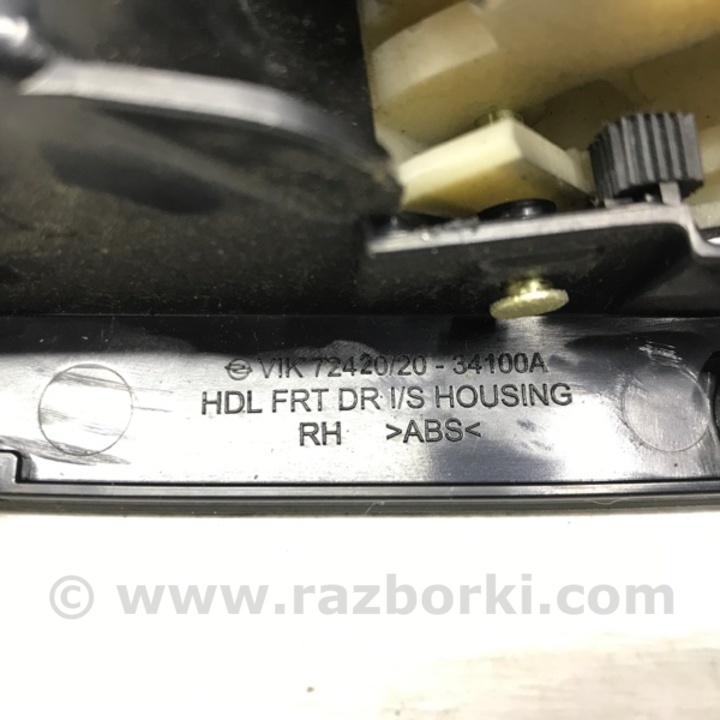 VIK 72420/20 - 34100A
HDL FRT DR I/S HOUSING
RH >ABS<
© www.razborki.com